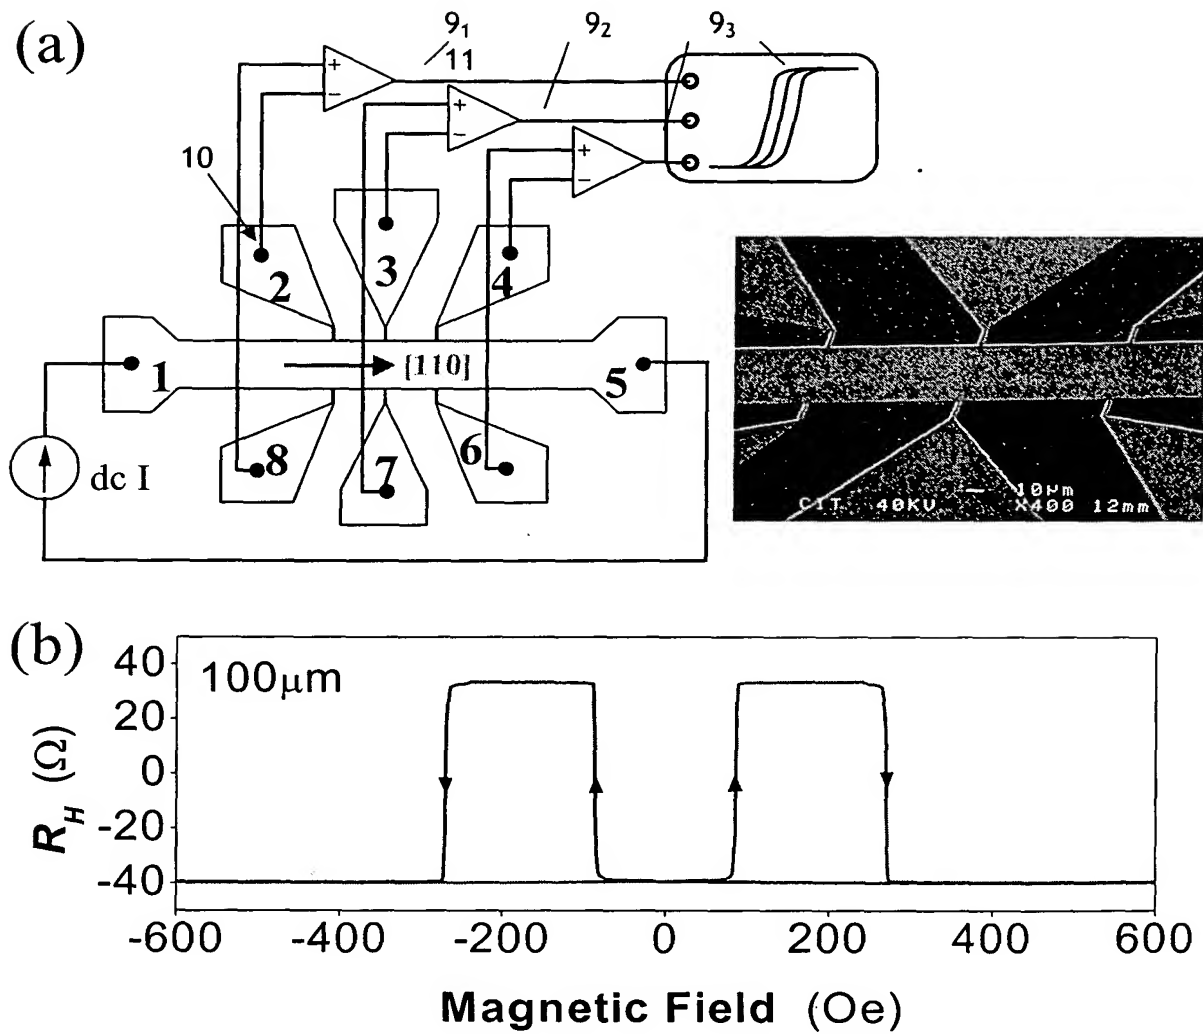 (a)
9₁
11
9₂
9₃
+
−
+
−
+
−
10
2
3
4
1
[110]
5
8
7
6
dc I
10μm
CIT 40KV X400 12mm
(b)
100μm
40
20
0
-20
-40
R_H (Ω)
-600 -400 -200 0 200 400 600
Magnetic Field (Oe)